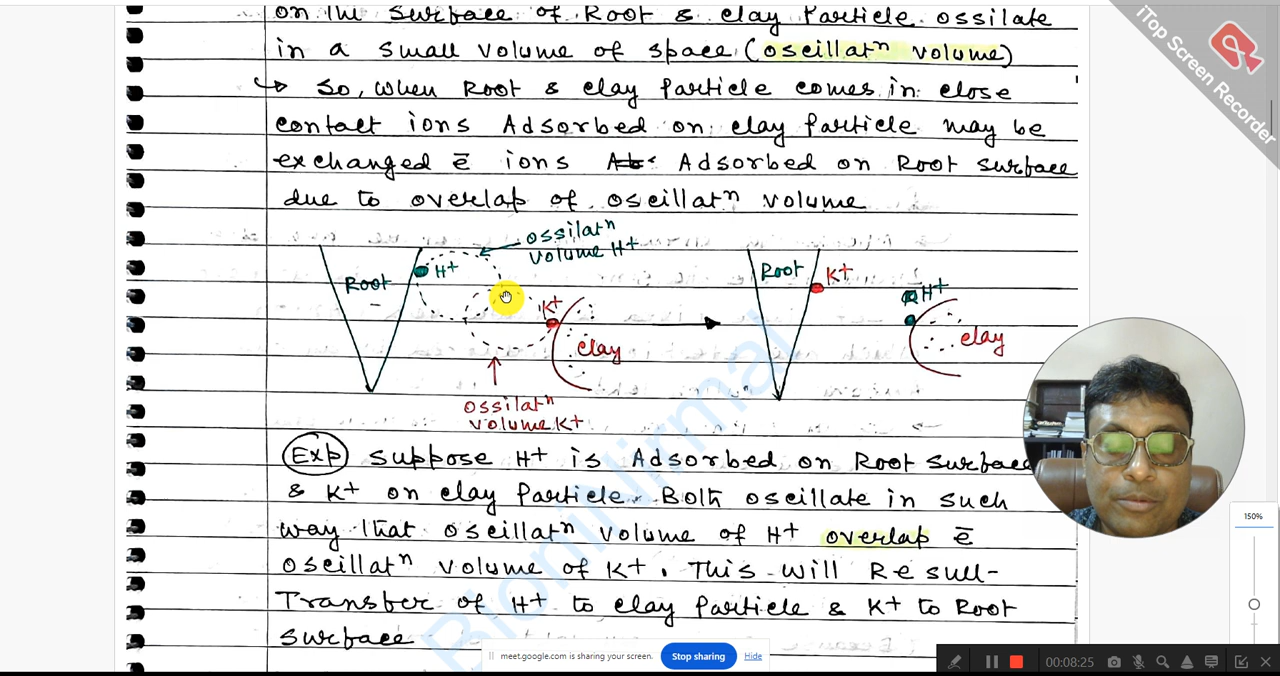 on the surface of Root & clay Particle ossilate
in a small volume of space (oscillatⁿ volume)
↳ so, when Root & clay Particle comes in close
contact ions Adsorbed on clay Particle may be
exchanged ē ions Adsorbed on Root surface
due to overlap of oscillatⁿ volume
ossilatⁿ
volume H+
Root
H+
K+
clay
ossilatⁿ
volume K+
Root
K+
H+
clay
Exp suppose H+ is Adsorbed on Root surface
& K+ on clay Particle. Both oscillate in such
way that oscillatⁿ volume of H+ overlap ē
oscillatⁿ volume of K+. This will Result
Transfer of H+ to clay Particle & K+ to Root
surface
BiomNirmal
iTop Screen Recorder
150%
meet.google.com is sharing your screen.
Stop sharing
Hide
00:08:25